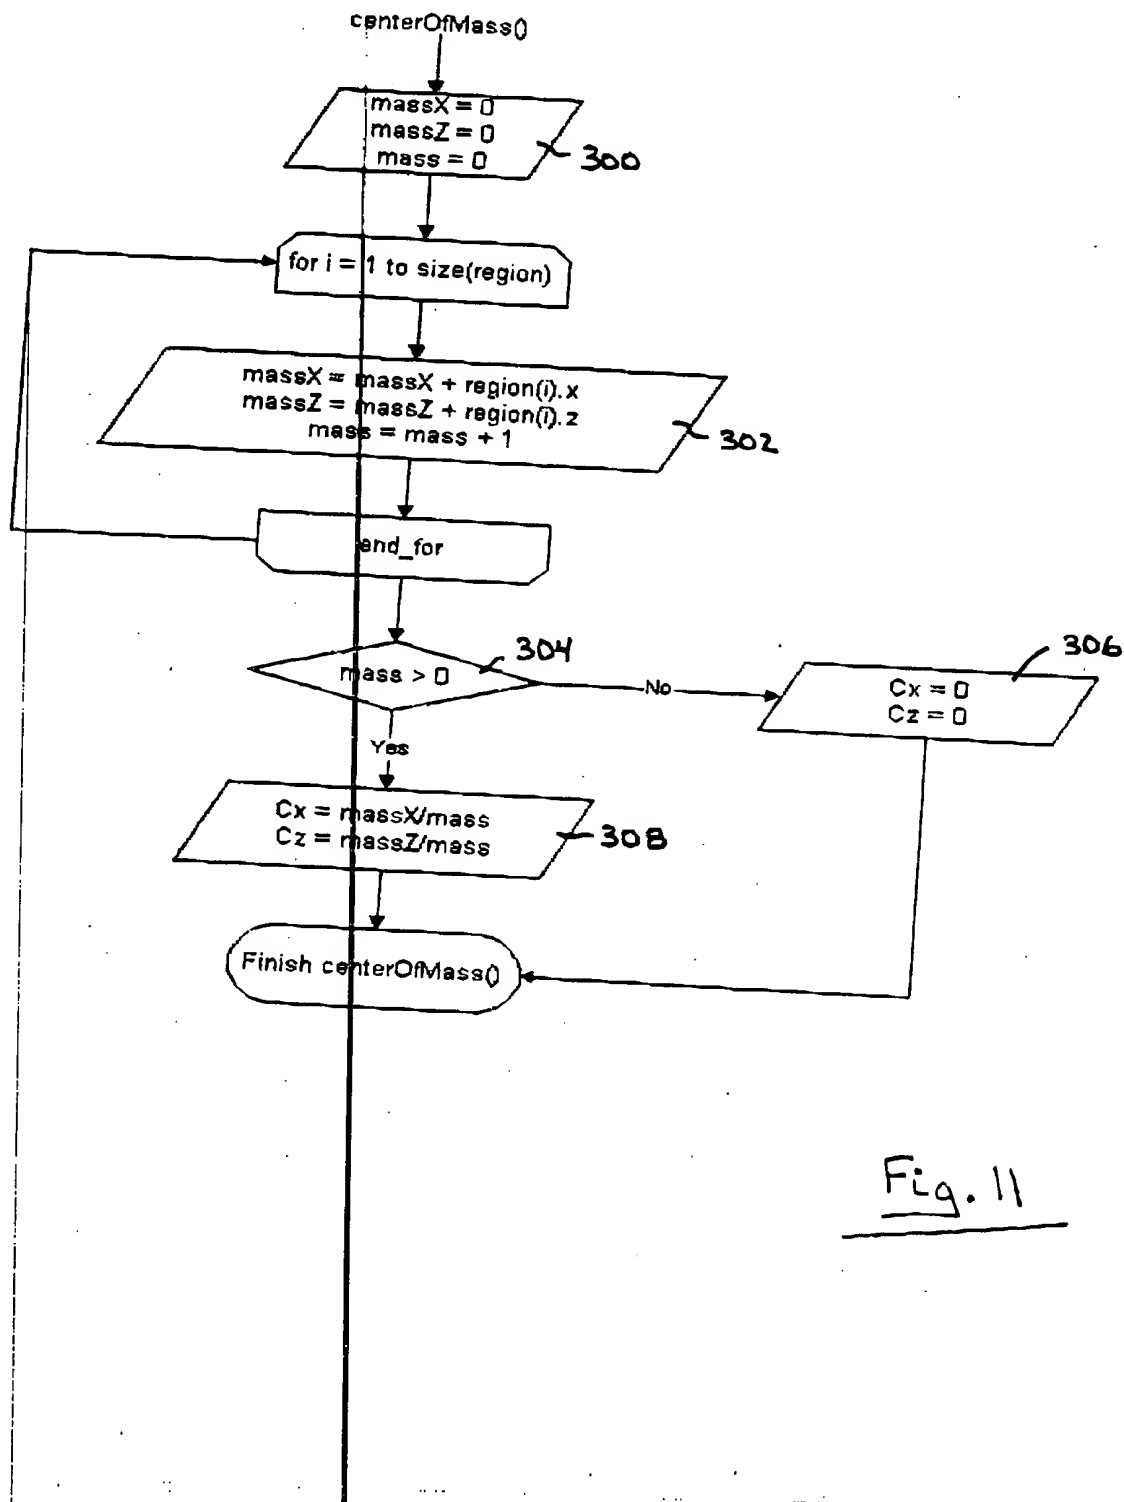 centerOfMass()
massX = 0
massZ = 0
mass = 0
300
for i = 1 to size(region)
massX = massX + region(i).x
massZ = massZ + region(i).z
mass = mass + 1
302
end_for
304
mass > 0
No
306
Cx = 0
Cz = 0
Yes
Cx = massX/mass
Cz = massZ/mass
308
Finish centerOfMass()
Fig. 11